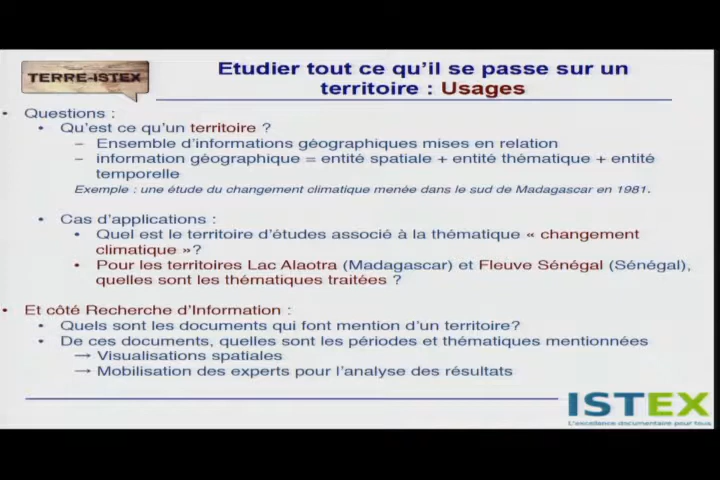 TERRE-ISTEX
Etudier tout ce qu'il se passe sur un
territoire : Usages
• Questions :
• Qu'est ce qu'un territoire ?
– Ensemble d'informations géographiques mises en relation
– information géographique = entité spatiale + entité thématique + entité
temporelle
Exemple : une étude du changement climatique menée dans le sud de Madagascar en 1981.
• Cas d'applications :
• Quel est le territoire d'études associé à la thématique « changement
climatique »?
• Pour les territoires Lac Alaotra (Madagascar) et Fleuve Sénégal (Sénégal),
quelles sont les thématiques traitées ?
• Et côté Recherche d'Information :
• Quels sont les documents qui font mention d'un territoire?
• De ces documents, quelles sont les périodes et thématiques mentionnées
→ Visualisations spatiales
→ Mobilisation des experts pour l'analyse des résultats
ISTEX
L'excellence documentaire pour tous